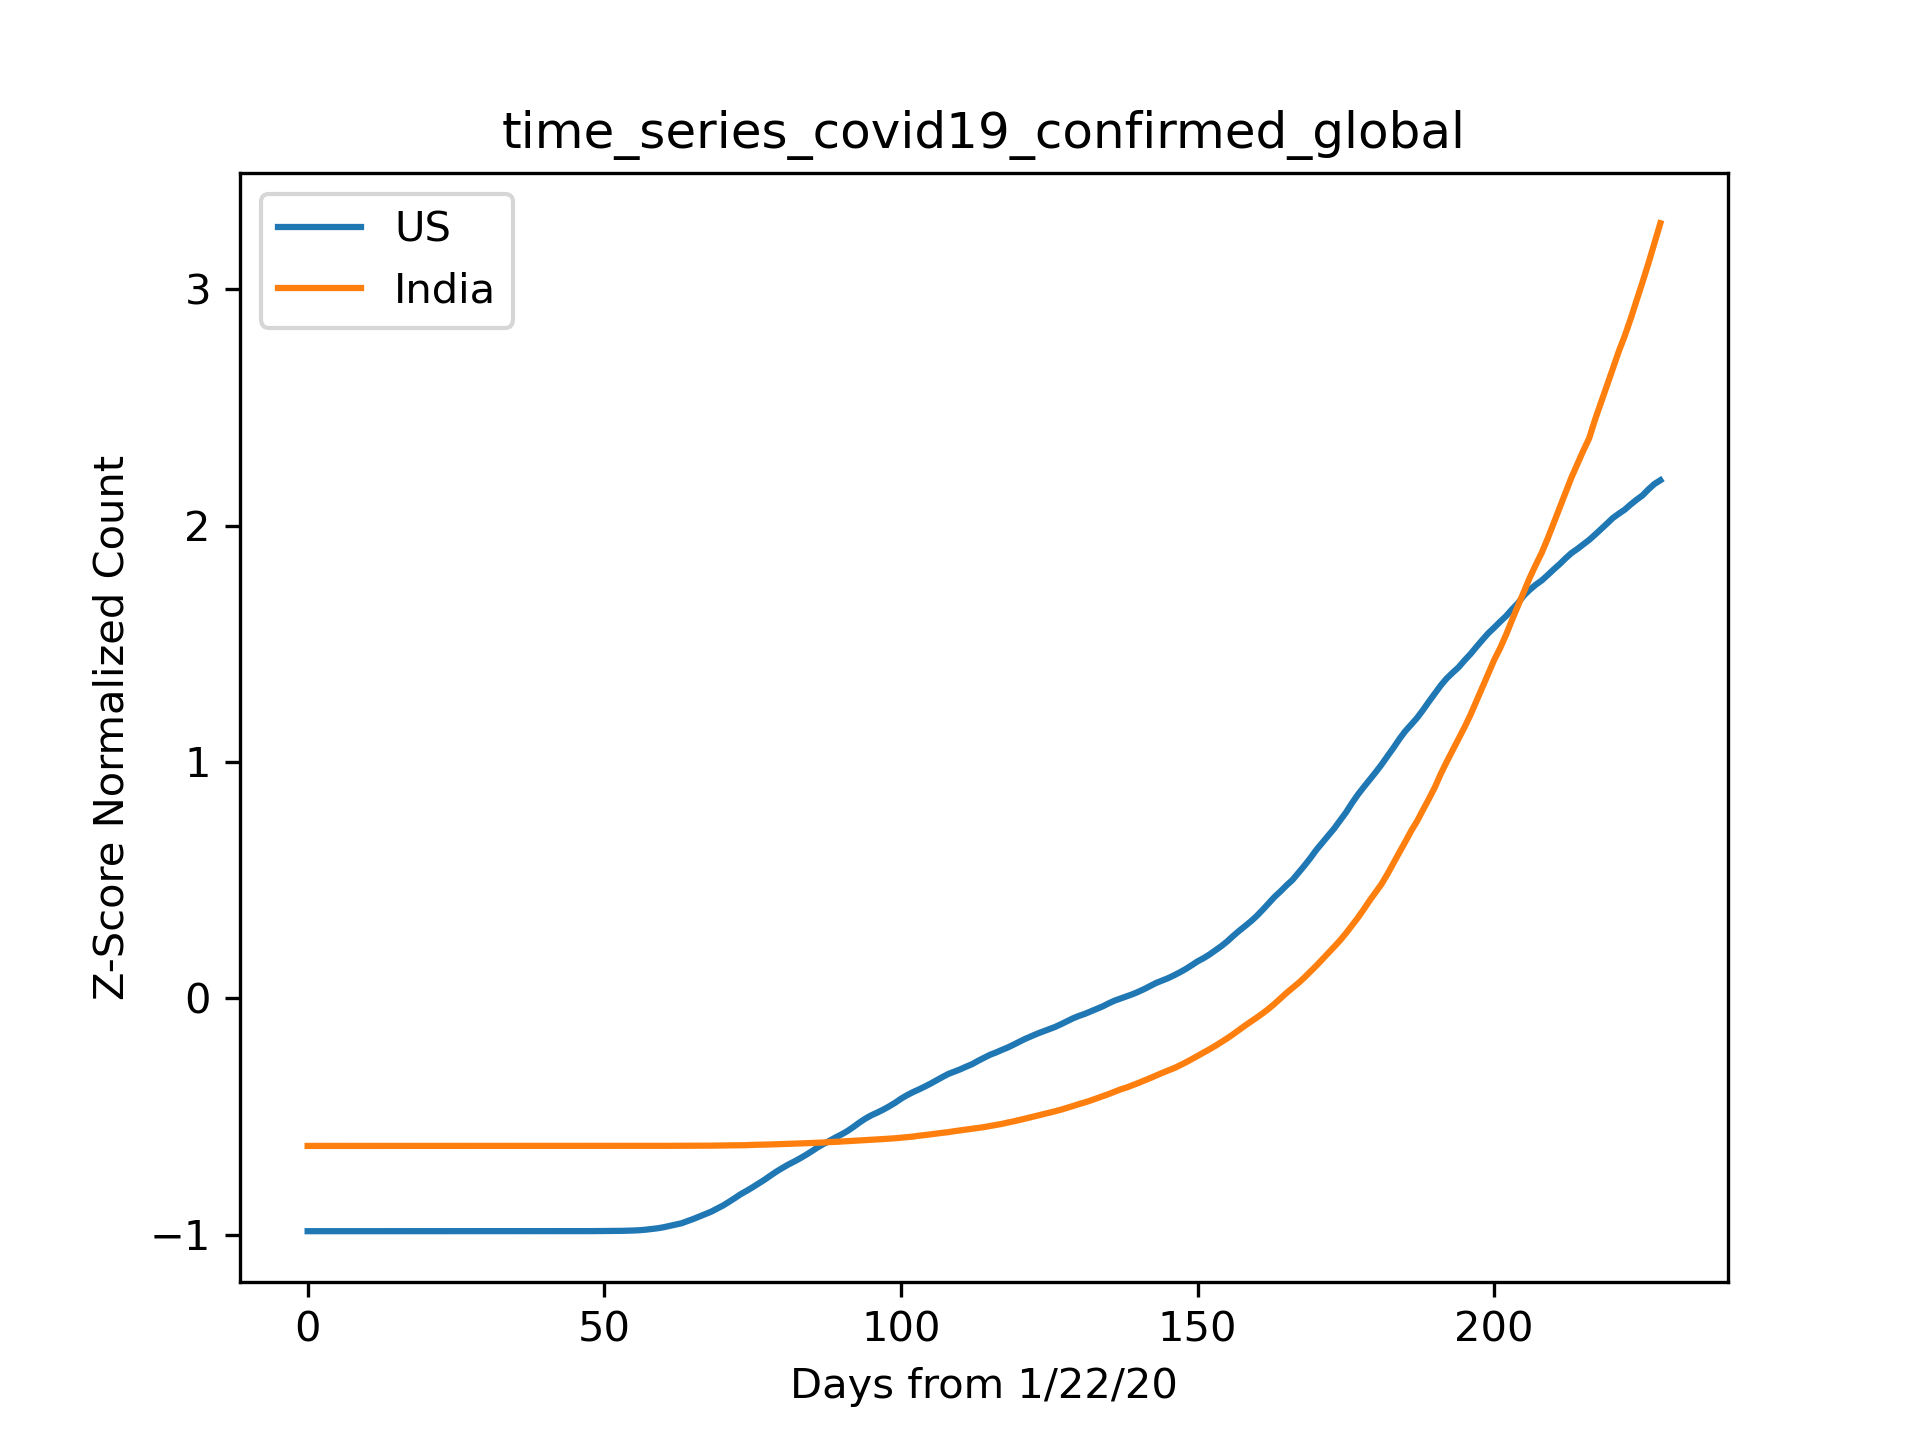 time_series_covid19_confirmed_global
US
India
Z-Score Normalized Count
3
2
1
0
−1
0 50 100 150 200
Days from 1/22/20